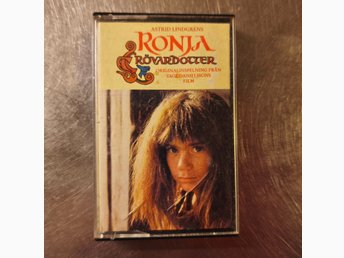 ASTRID LINDGRENS
RONJA
RÖVARDOTTER
ORIGINALINSPELNING FRÅN
TAGE DANIELSSONS
FILM